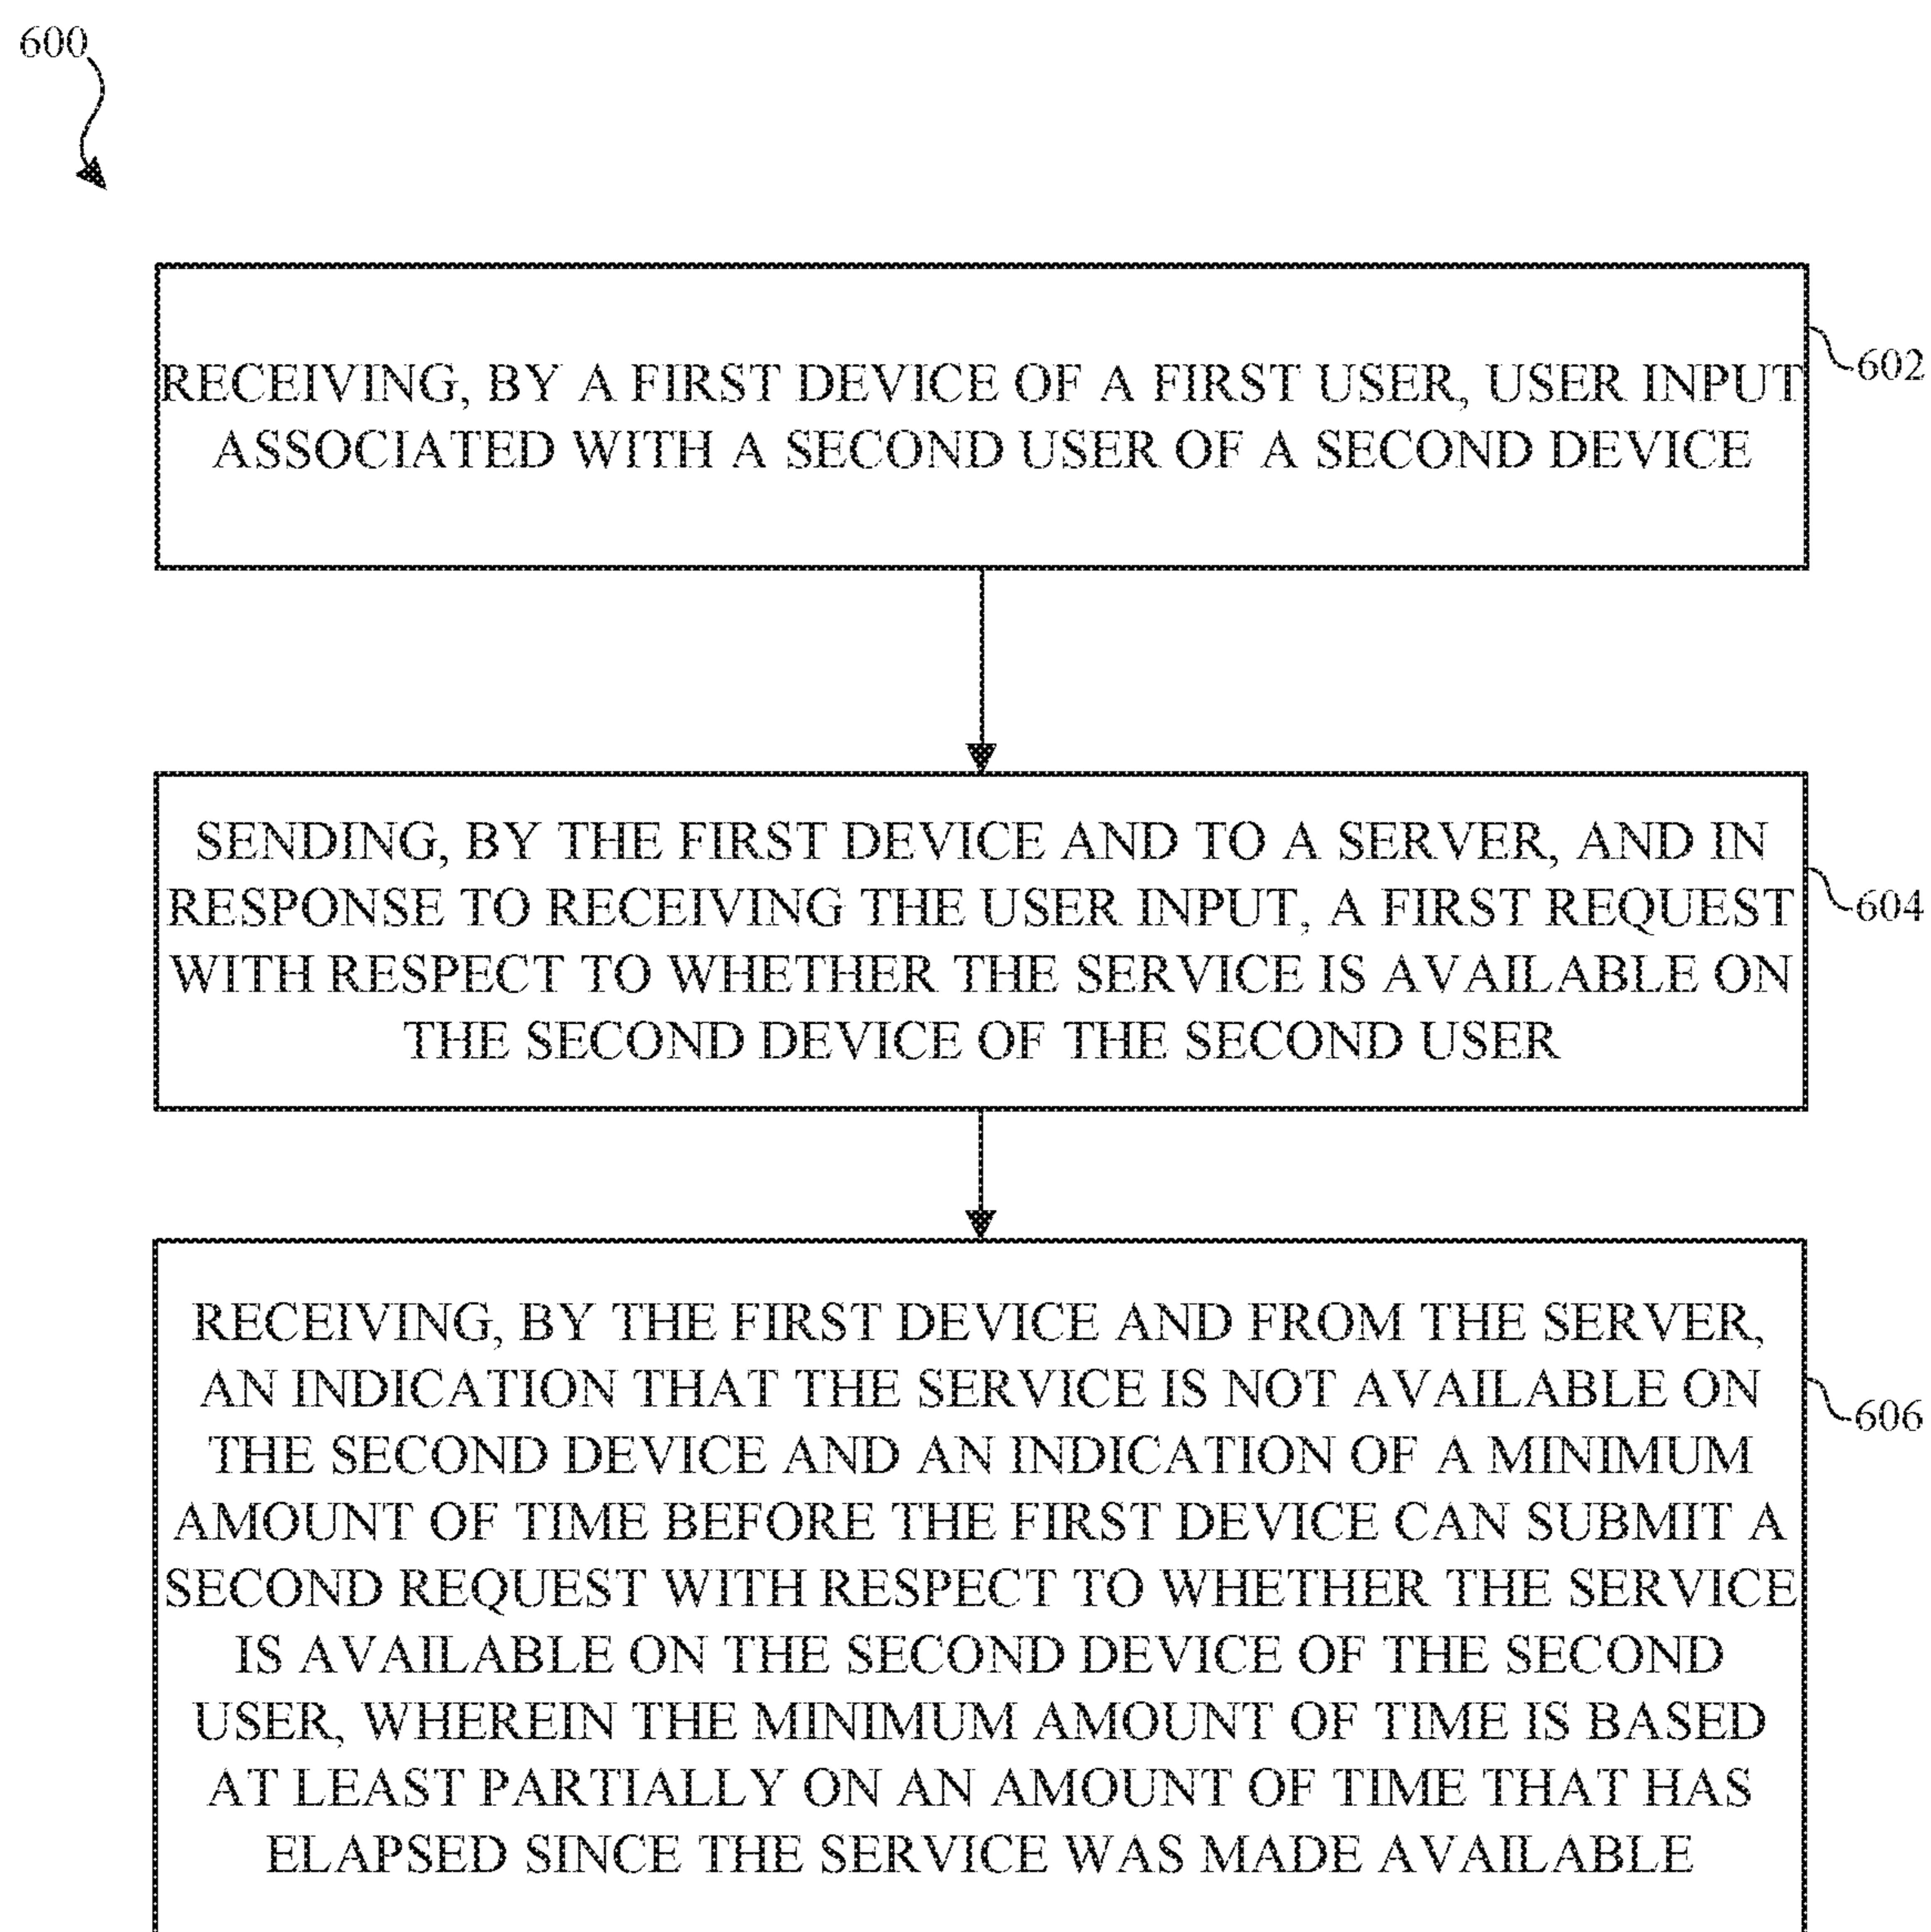 600
RECEIVING, BY A FIRST DEVICE OF A FIRST USER, USER INPUT
ASSOCIATED WITH A SECOND USER OF A SECOND DEVICE
602
SENDING, BY THE FIRST DEVICE AND TO A SERVER, AND IN
RESPONSE TO RECEIVING THE USER INPUT, A FIRST REQUEST
WITH RESPECT TO WHETHER THE SERVICE IS AVAILABLE ON
THE SECOND DEVICE OF THE SECOND USER
604
RECEIVING, BY THE FIRST DEVICE AND FROM THE SERVER,
AN INDICATION THAT THE SERVICE IS NOT AVAILABLE ON
THE SECOND DEVICE AND AN INDICATION OF A MINIMUM
AMOUNT OF TIME BEFORE THE FIRST DEVICE CAN SUBMIT A
SECOND REQUEST WITH RESPECT TO WHETHER THE SERVICE
IS AVAILABLE ON THE SECOND DEVICE OF THE SECOND
USER, WHEREIN THE MINIMUM AMOUNT OF TIME IS BASED
AT LEAST PARTIALLY ON AN AMOUNT OF TIME THAT HAS
ELAPSED SINCE THE SERVICE WAS MADE AVAILABLE
606